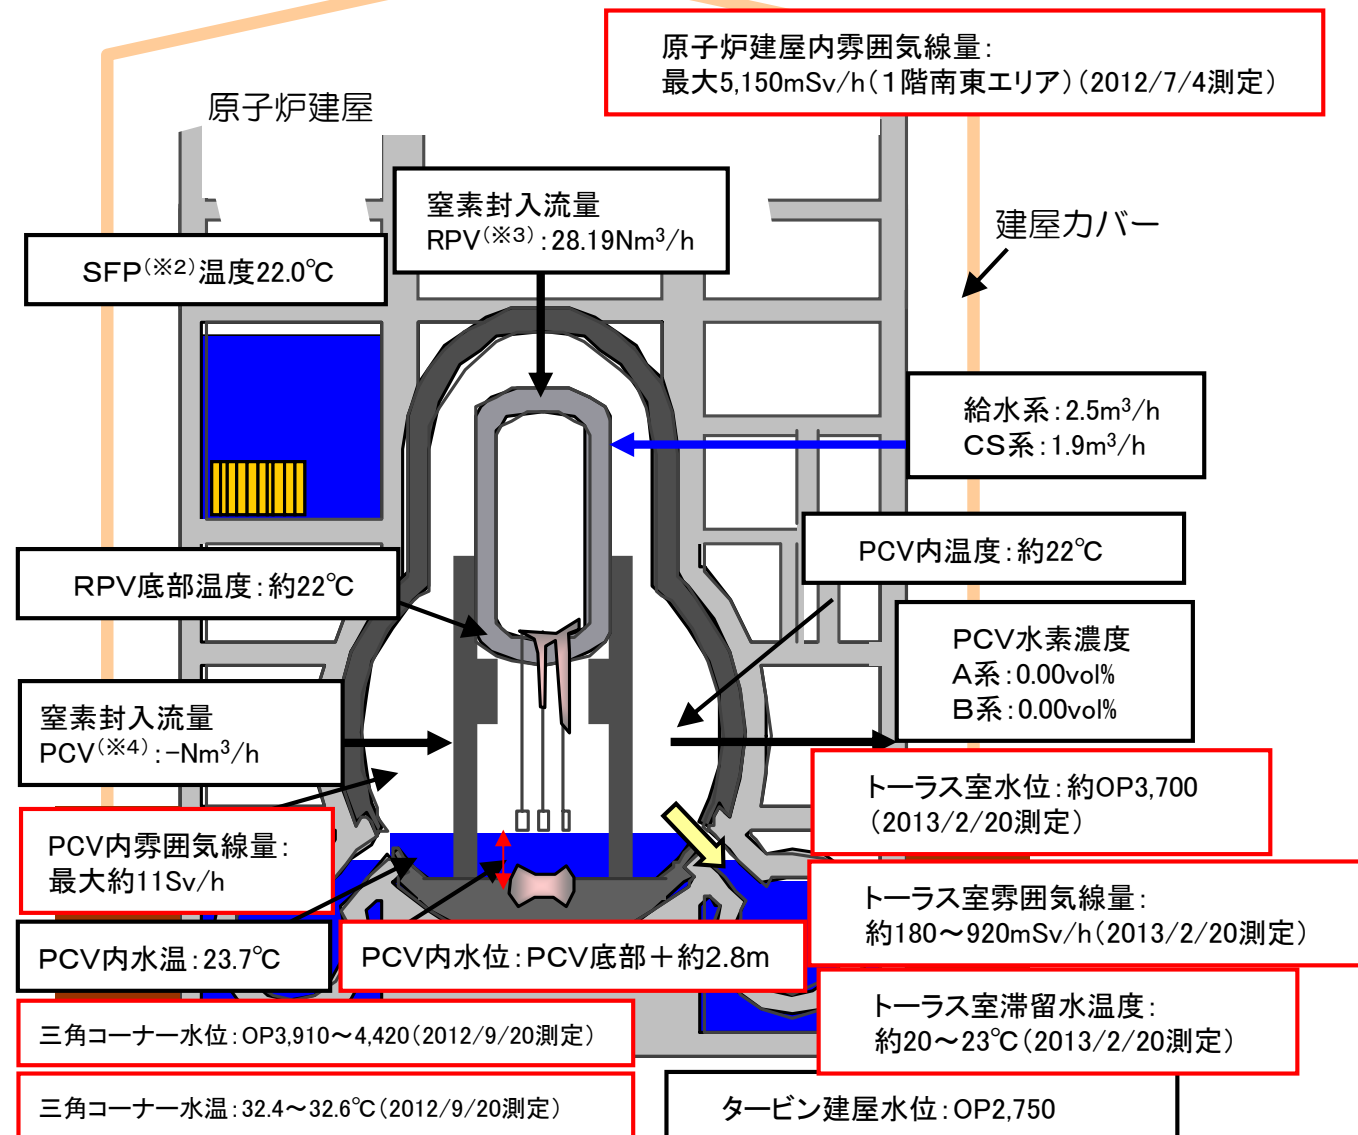 原子炉建屋内雰囲気線量：
最大5,150mSv/h（１階南東エリア）（2012/7/4測定）
原子炉建屋
窒素封入流量
RPV（※3）：28.19Nm³/h
建屋カバー
SFP（※2）温度22.0℃
給水系：2.5m³/h
CS系：1.9m³/h
PCV内温度：約22℃
RPV底部温度：約22℃
PCV水素濃度
A系：0.00vol%
B系：0.00vol%
窒素封入流量
PCV（※4）：-Nm³/h
トーラス室水位：約OP3,700
（2013/2/20測定）
PCV内雰囲気線量：
最大約11Sv/h
トーラス室雰囲気線量：
約180～920mSv/h（2013/2/20測定）
PCV内水温：23.7℃
PCV内水位：PCV底部＋約2.8m
トーラス室滞留水温度：
約20～23℃（2013/2/20測定）
三角コーナー水位：OP3,910～4,420（2012/9/20測定）
三角コーナー水温：32.4～32.6℃（2012/9/20測定）
タービン建屋水位：OP2,750